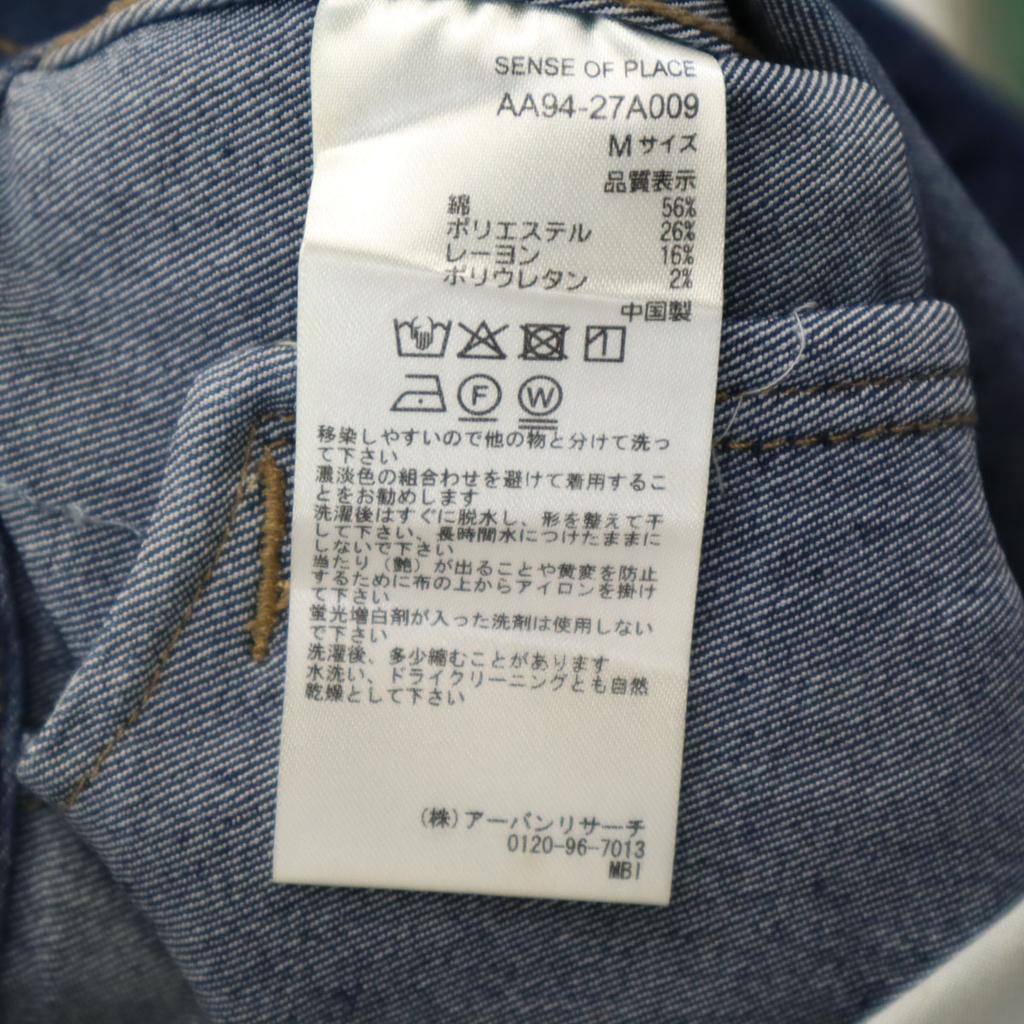 SENSE OF PLACE
AA94-27A009
M サイズ
品質表示
綿 56%
ポリエステル 26%
レーヨン 16%
ポリウレタン 2%
中国製
F W
移染しやすいので他の物と分けて洗っ
て下さい
濃淡色の組合わせを避けて着用するこ
とをお勧めします
洗濯後はすぐに脱水し、形を整えて干
して下さい、長時間水につけたままに
しないで下さい
当たり（艶）が出ることや黄変を防止
するために布の上からアイロンを掛け
て下さい
蛍光増白剤が入った洗剤は使用しない
で下さい
洗濯後、多少縮むことがあります
水洗い、ドライクリーニングとも自然
乾燥として下さい
(株)アーバンリサーチ
0120-96-7013
MBI